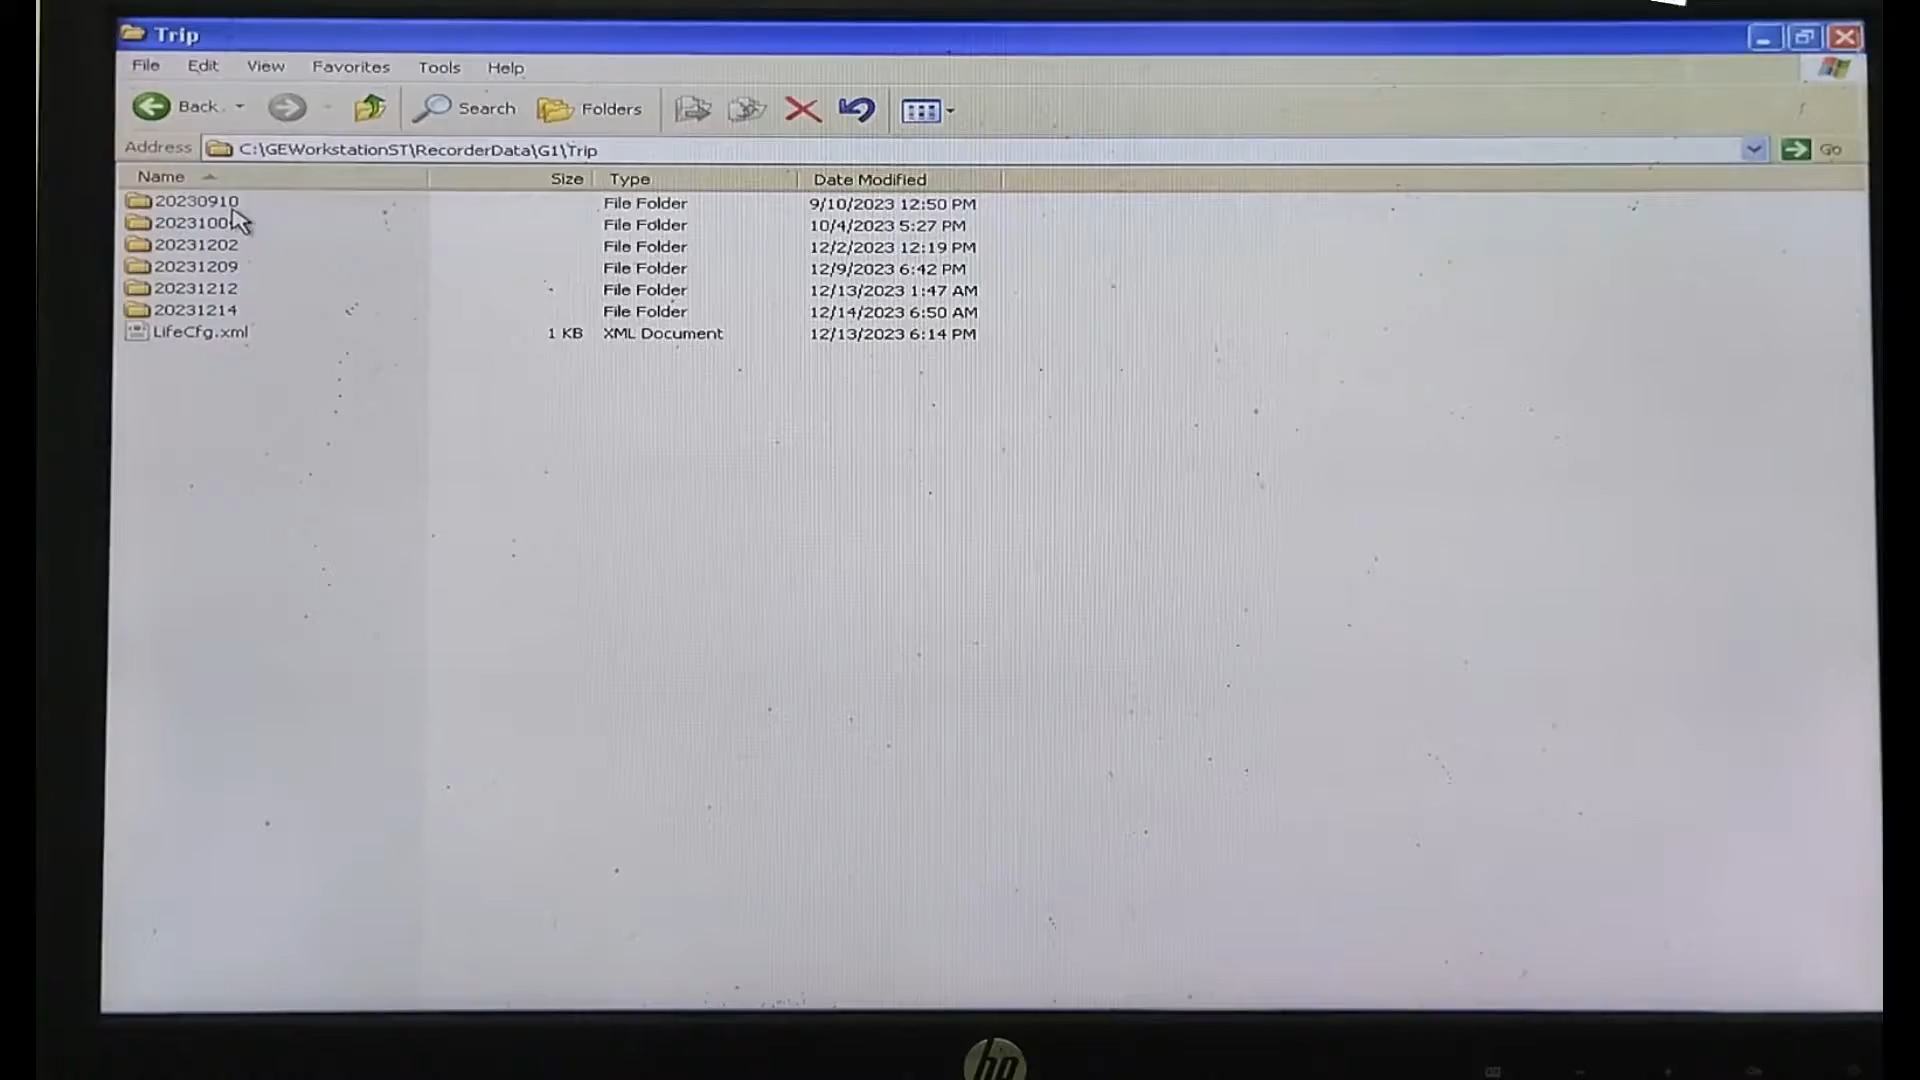 Trip
File Edit View Favorites Tools Help
Back Search Folders
Address C:\GEWorkstationST\RecorderData\G1\Trip Go
Name Size Type Date Modified
20230910 File Folder 9/10/2023 12:50 PM
2023100 File Folder 10/4/2023 5:27 PM
20231202 File Folder 12/2/2023 12:19 PM
20231209 File Folder 12/9/2023 6:42 PM
20231212 File Folder 12/13/2023 1:47 AM
20231214 File Folder 12/14/2023 6:50 AM
LifeCfg.xml 1 KB XML Document 12/13/2023 6:14 PM
hp